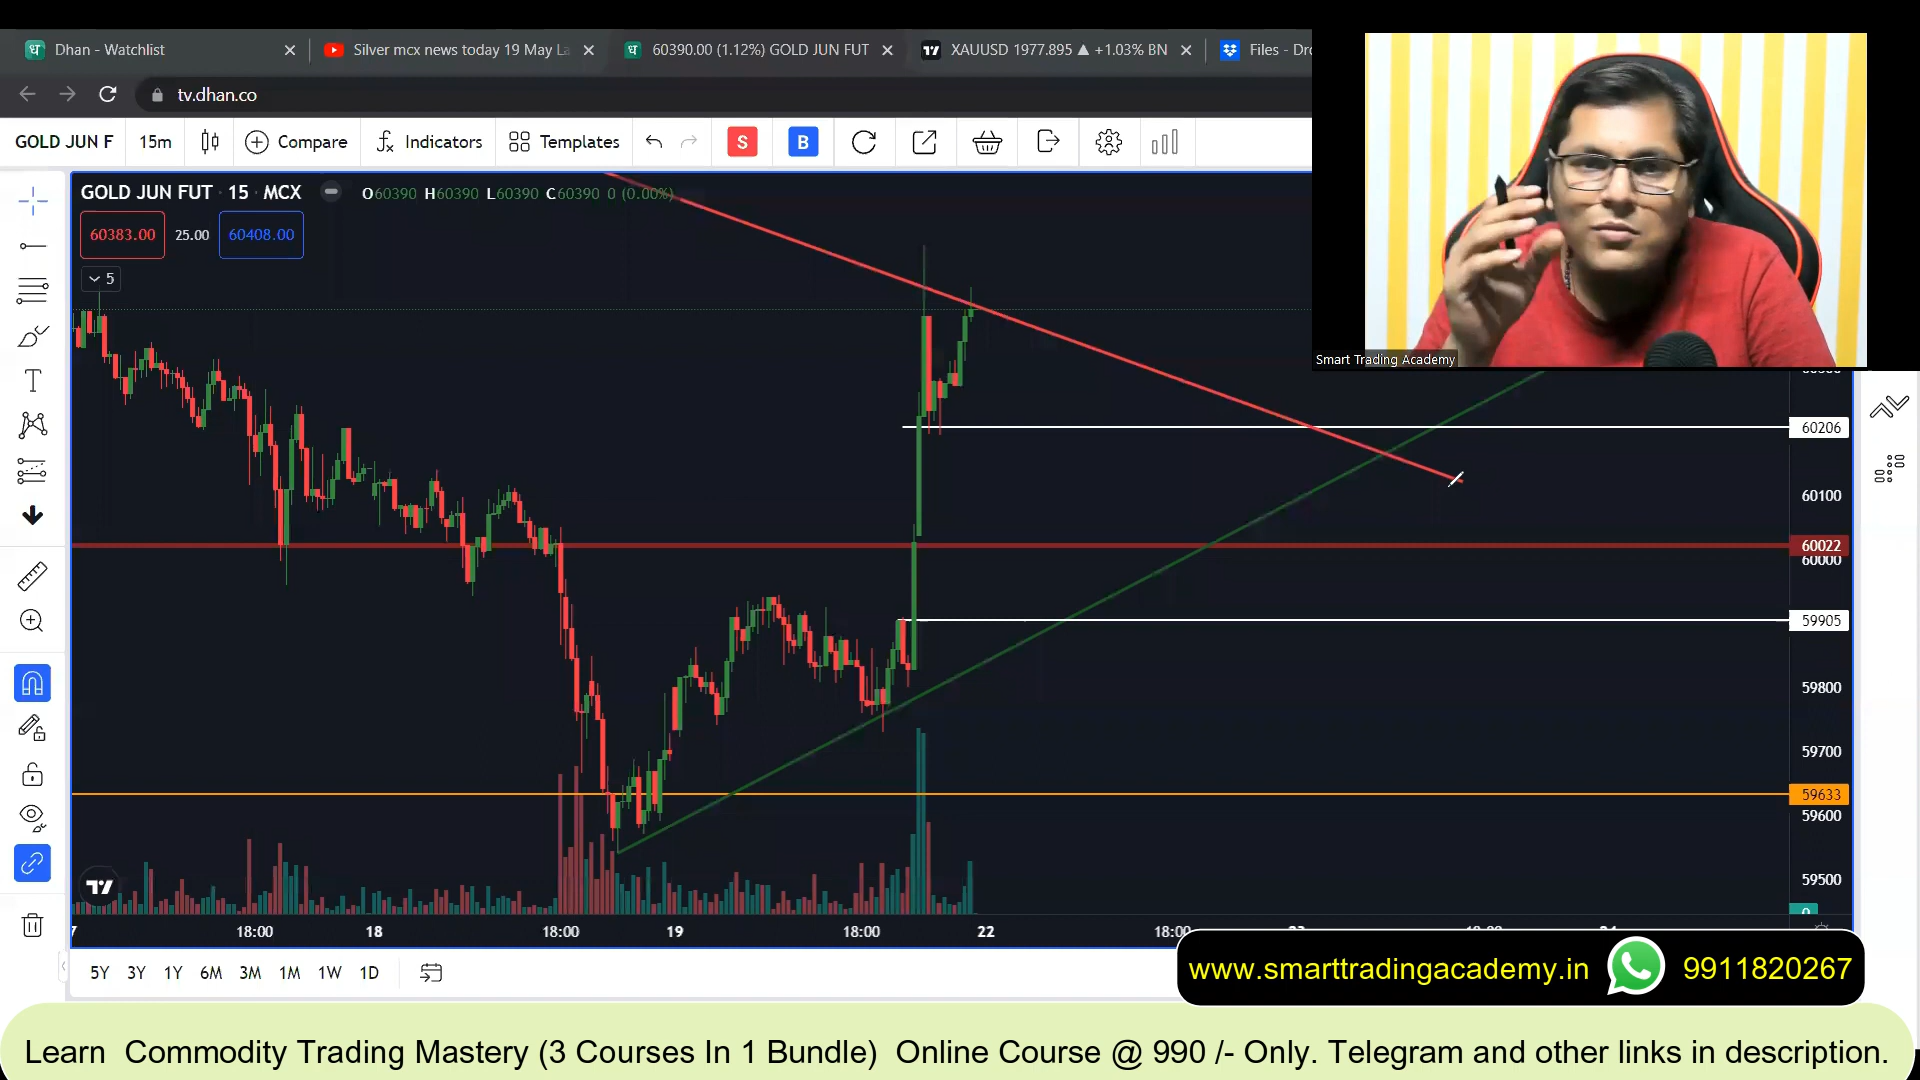 Dhan - Watchlist
Silver mcx news today 19 May La
60390.00 (1.12%) GOLD JUN FUT
XAUUSD 1977.895 ▲ +1.03% BN
Files - Dro
tv.dhan.co
GOLD JUN F
15m
Compare
Indicators
Templates
S
B
GOLD JUN FUT · 15 · MCX
O60390 H60390 L60390 C60390 0 (0.00%)
60383.00
25.00
60408.00
5
Smart Trading Academy
60206
60100
60022
60000
59905
59800
59700
59633
59600
59500
0
18:00
18
18:00
19
18:00
22
18:00
5Y 3Y 1Y 6M 3M 1M 1W 1D
www.smarttradingacademy.in 9911820267
Learn Commodity Trading Mastery (3 Courses In 1 Bundle) Online Course @ 990 /- Only. Telegram and other links in description.